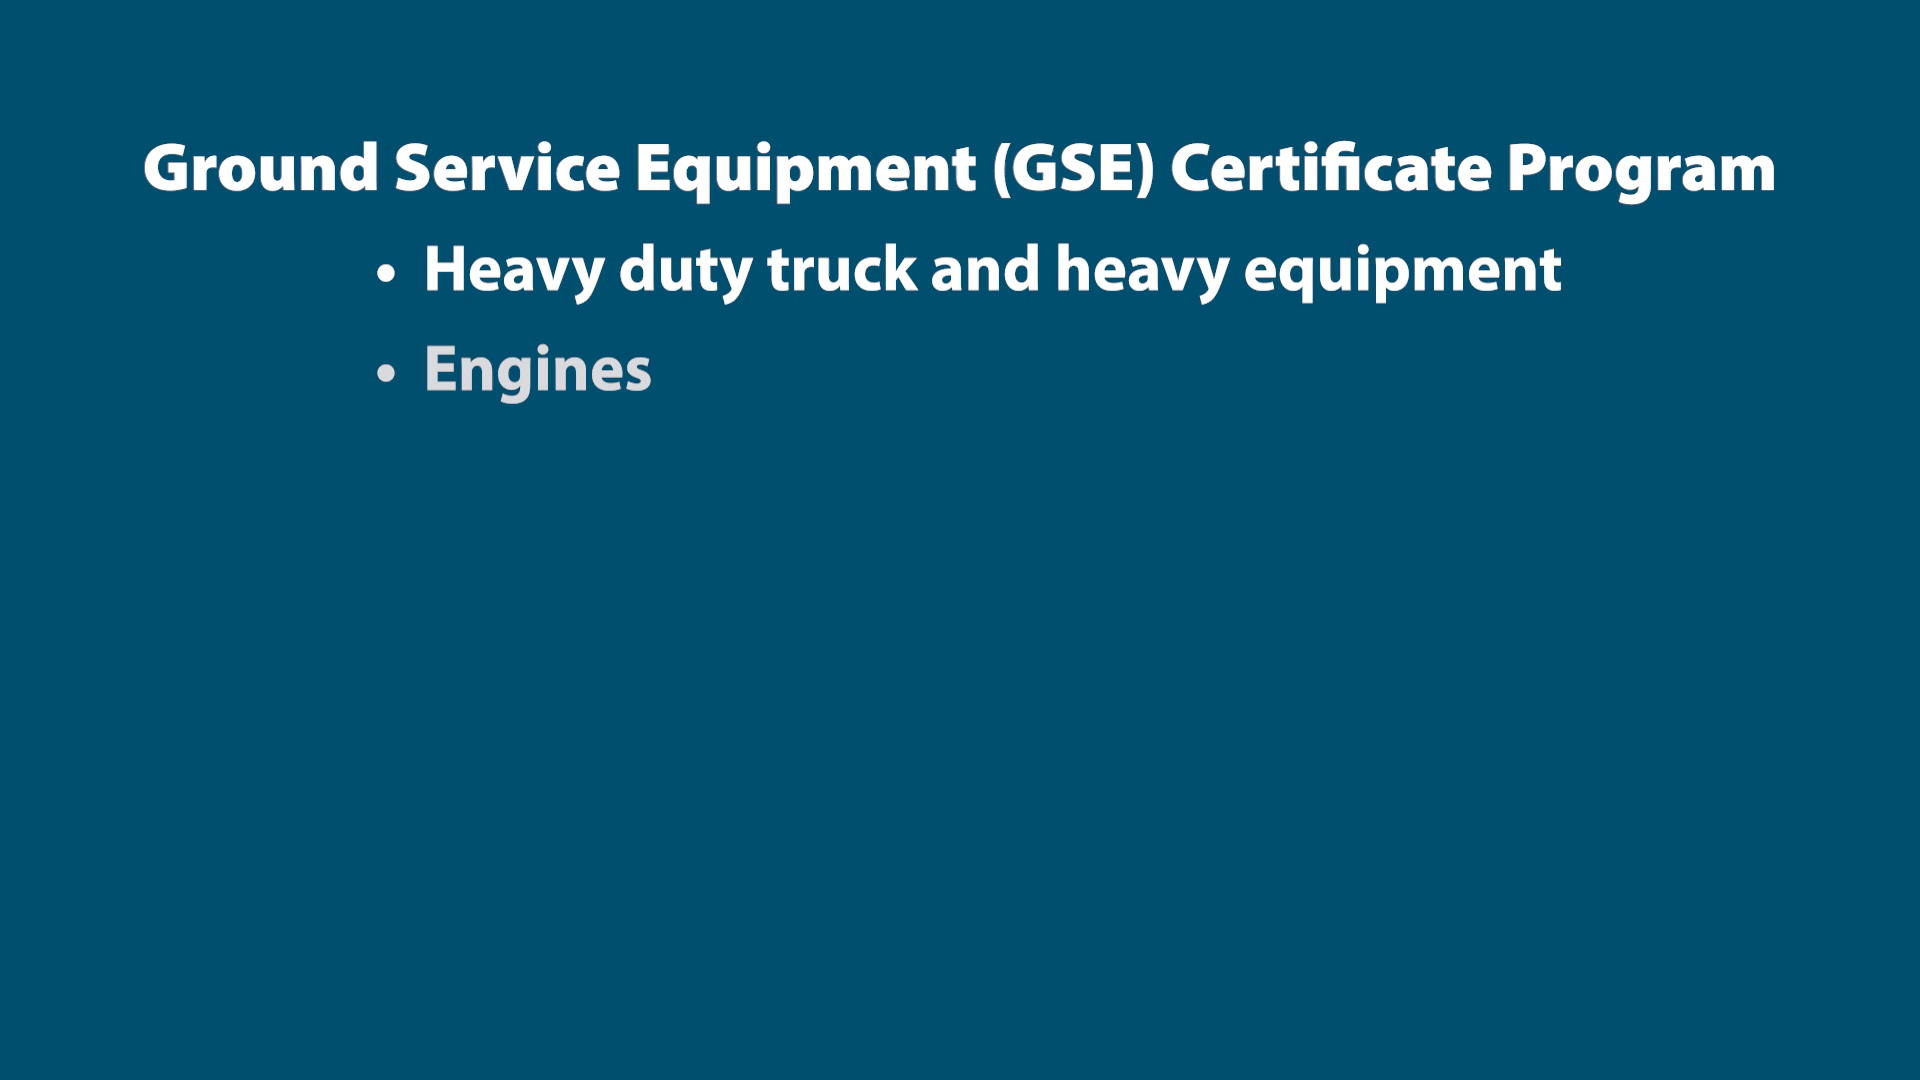 Ground Service Equipment (GSE) Certificate Program
• Heavy duty truck and heavy equipment
• Engines